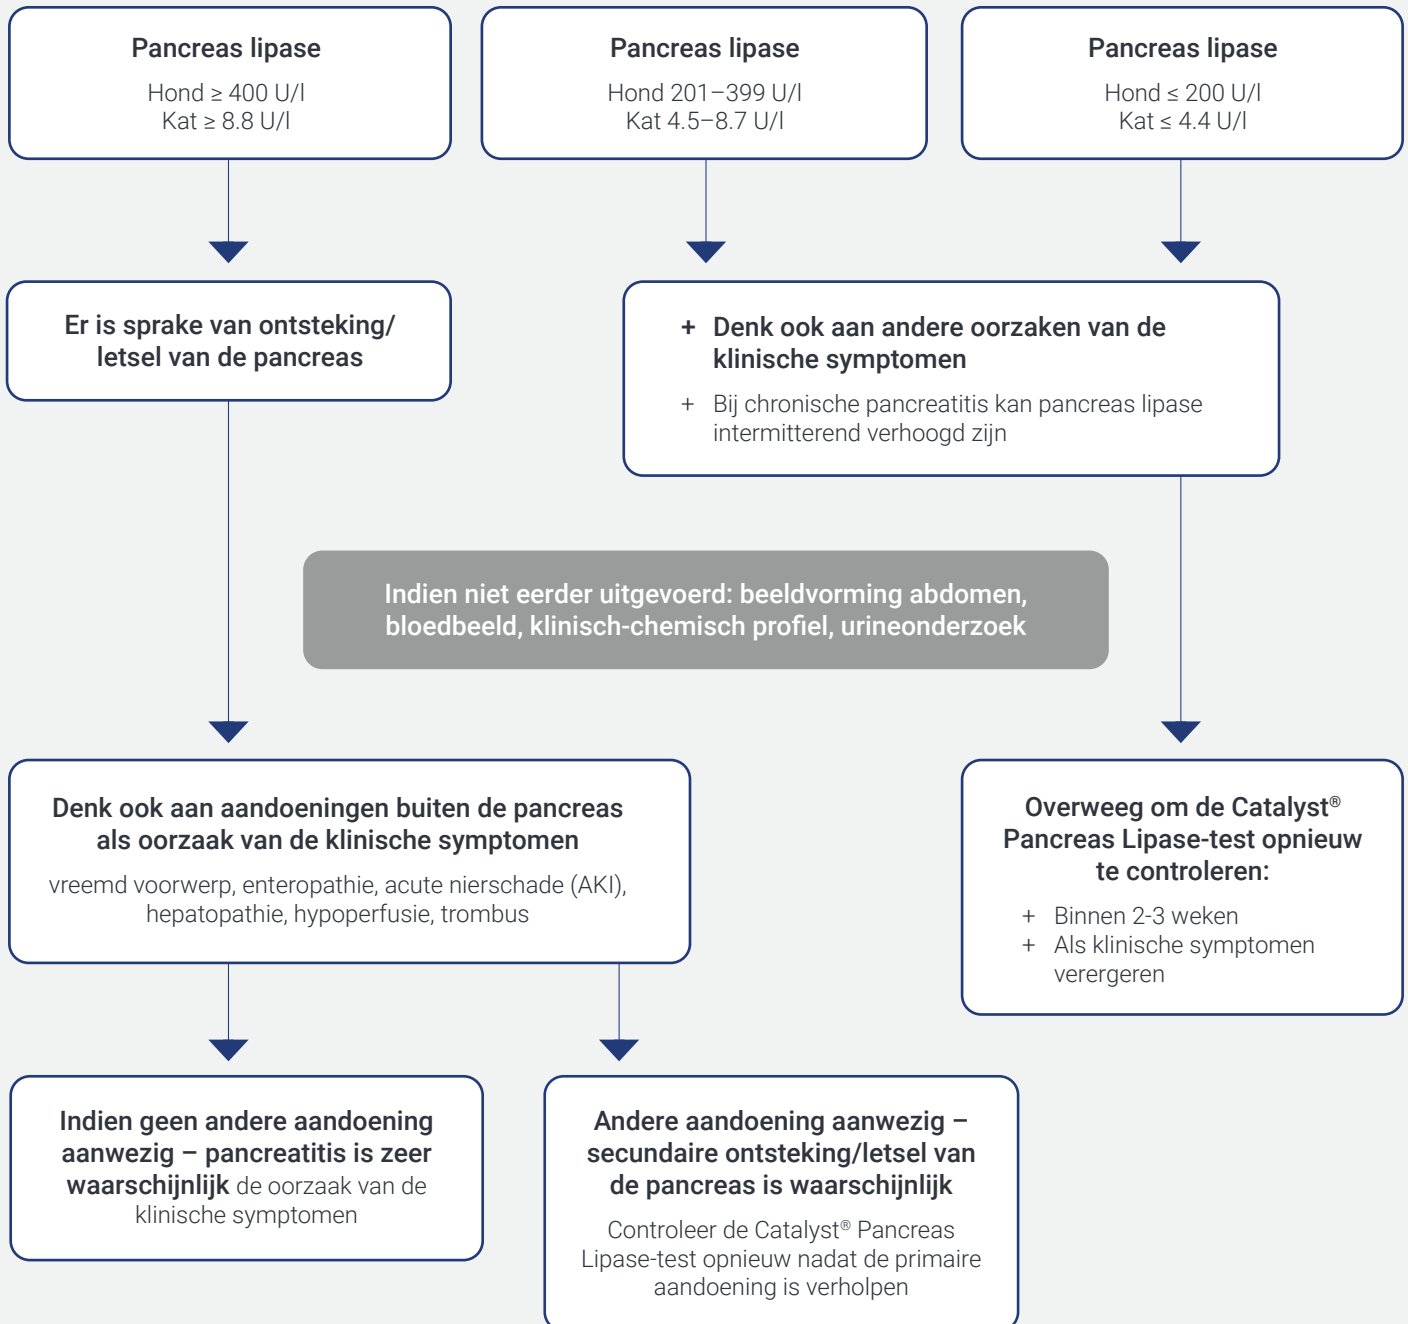 Pancreas lipase
Hond ≥ 400 U/l
Kat ≥ 8.8 U/l
Pancreas lipase
Hond 201–399 U/l
Kat 4.5–8.7 U/l
Pancreas lipase
Hond ≤ 200 U/l
Kat ≤ 4.4 U/l
Er is sprake van ontsteking/
letsel van de pancreas
+ Denk ook aan andere oorzaken van de
klinische symptomen
+ Bij chronische pancreatitis kan pancreas lipase
intermitterend verhoogd zijn
Indien niet eerder uitgevoerd: beeldvorming abdomen,
bloedbeeld, klinisch-chemisch profiel, urineonderzoek
Denk ook aan aandoeningen buiten de pancreas
als oorzaak van de klinische symptomen
vreemd voorwerp, enteropathie, acute nierschade (AKI),
hepatopathie, hypoperfusie, trombus
Overweeg om de Catalyst®
Pancreas Lipase-test opnieuw
te controleren:
+ Binnen 2-3 weken
+ Als klinische symptomen
verergeren
Indien geen andere aandoening
aanwezig – pancreatitis is zeer
waarschijnlijk de oorzaak van de
klinische symptomen
Andere aandoening aanwezig –
secundaire ontsteking/letsel van
de pancreas is waarschijnlijk
Controleer de Catalyst® Pancreas
Lipase-test opnieuw nadat de primaire
aandoening is verholpen